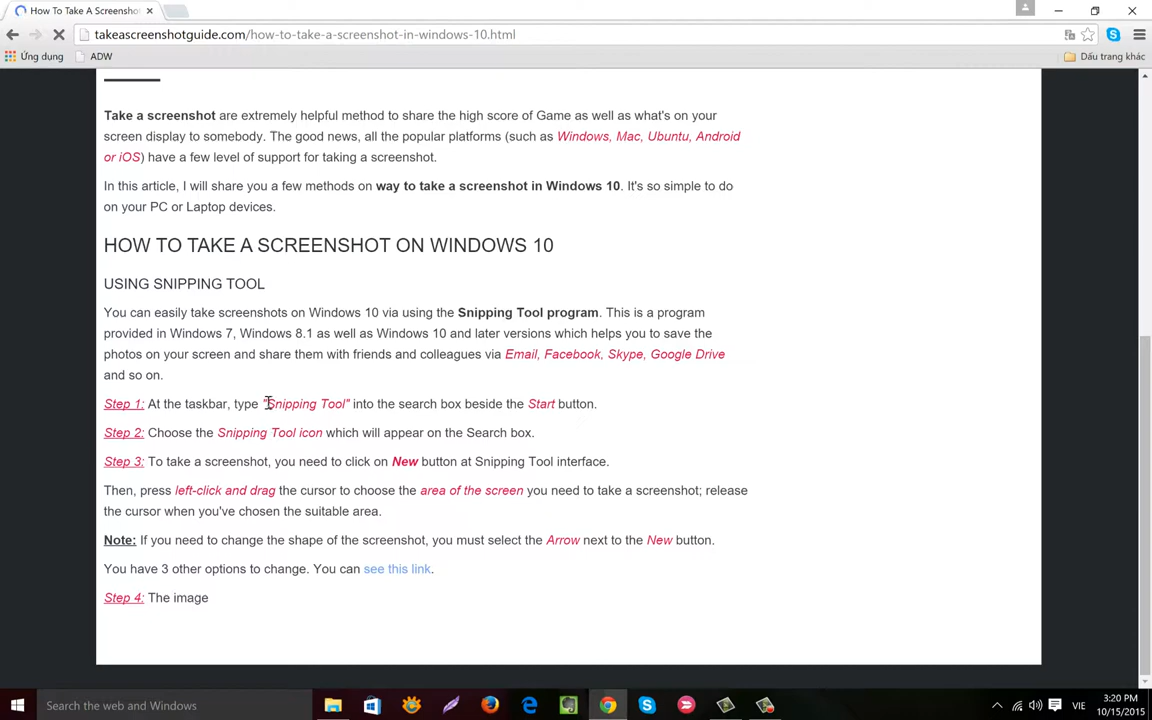 How To Take A Screenshot
takeascreenshotguide.com/how-to-take-a-screenshot-in-windows-10.html
Ứng dụng ADW Dấu trang khác
Take a screenshot are extremely helpful method to share the high score of Game as well as what's on your
screen display to somebody. The good news, all the popular platforms (such as Windows, Mac, Ubuntu, Android
or iOS) have a few level of support for taking a screenshot.
In this article, I will share you a few methods on way to take a screenshot in Windows 10. It's so simple to do
on your PC or Laptop devices.
HOW TO TAKE A SCREENSHOT ON WINDOWS 10
USING SNIPPING TOOL
You can easily take screenshots on Windows 10 via using the Snipping Tool program. This is a program
provided in Windows 7, Windows 8.1 as well as Windows 10 and later versions which helps you to save the
photos on your screen and share them with friends and colleagues via Email, Facebook, Skype, Google Drive
and so on.
Step 1: At the taskbar, type "Snipping Tool" into the search box beside the Start button.
Step 2: Choose the Snipping Tool icon which will appear on the Search box.
Step 3: To take a screenshot, you need to click on New button at Snipping Tool interface.
Then, press left-click and drag the cursor to choose the area of the screen you need to take a screenshot; release
the cursor when you've chosen the suitable area.
Note: If you need to change the shape of the screenshot, you must select the Arrow next to the New button.
You have 3 other options to change. You can see this link.
Step 4: The image
Search the web and Windows
VIE
3:20 PM
10/15/2015